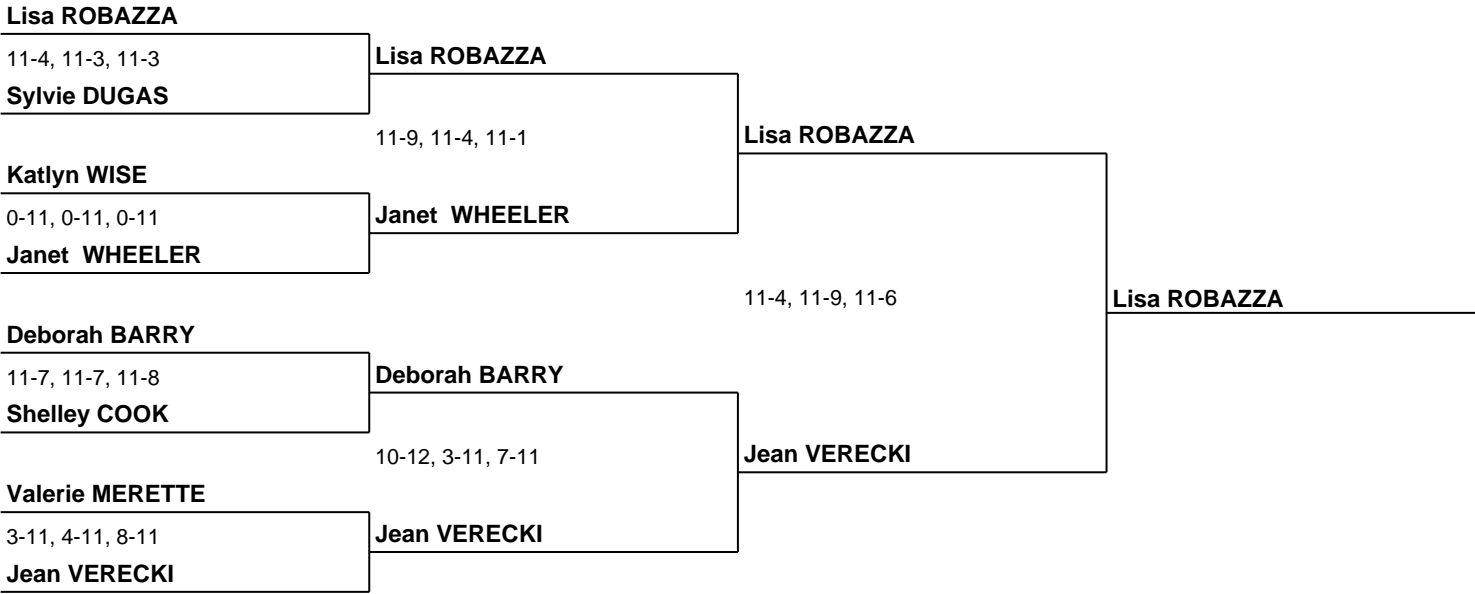 Lisa ROBAZZA
11-4, 11-3, 11-3
Lisa ROBAZZA
Sylvie DUGAS
11-9, 11-4, 11-1
Lisa ROBAZZA
Katlyn WISE
0-11, 0-11, 0-11
Janet  WHEELER
Janet  WHEELER
11-4, 11-9, 11-6
Lisa ROBAZZA
Deborah BARRY
11-7, 11-7, 11-8
Deborah BARRY
Shelley COOK
10-12, 3-11, 7-11
Jean VERECKI
Valerie MERETTE
3-11, 4-11, 8-11
Jean VERECKI
Jean VERECKI